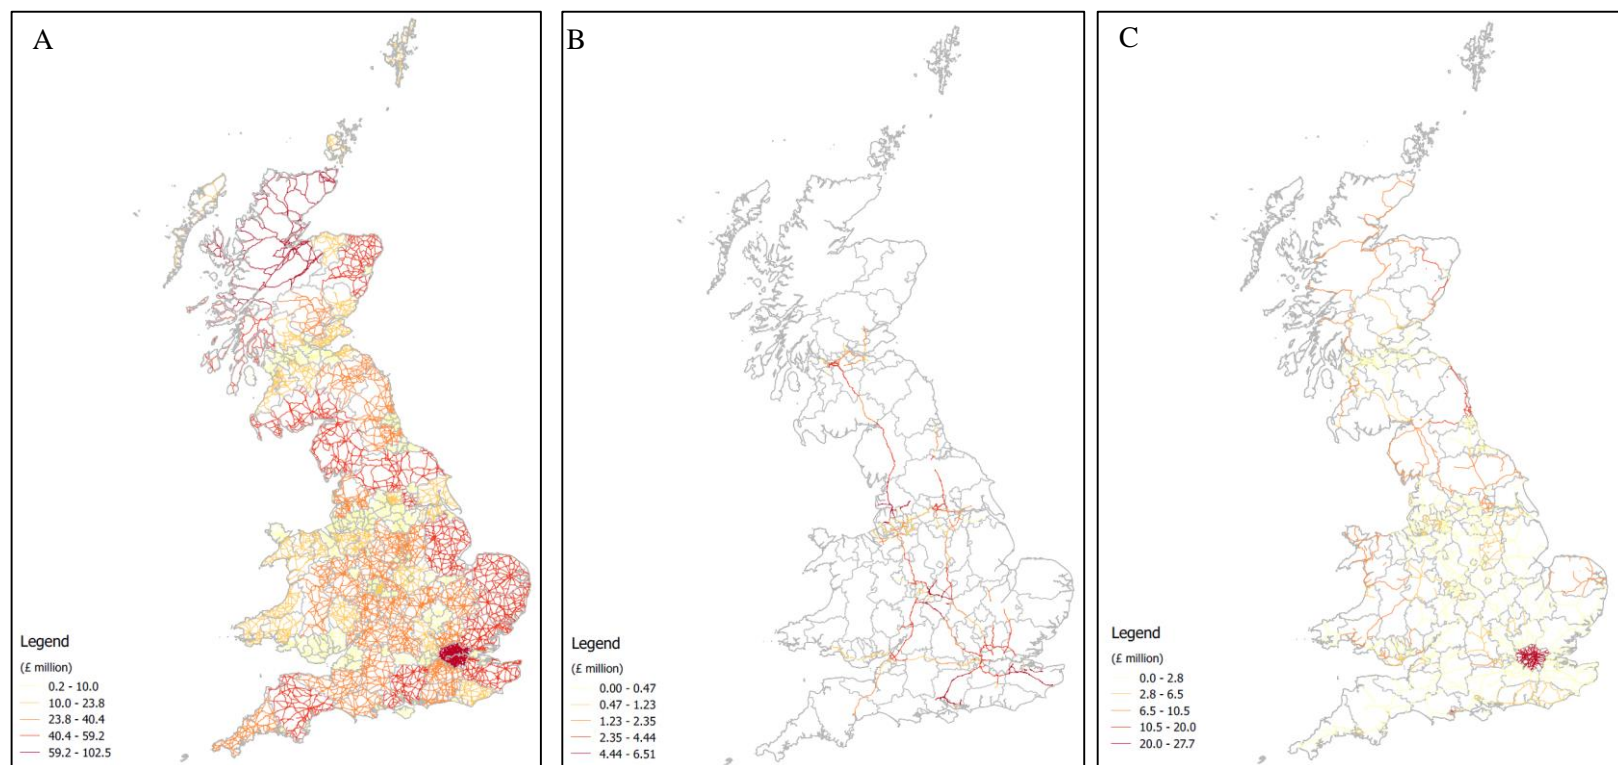 A
Legend
(£ million)
0.2 - 10.0
10.0 - 23.8
23.8 - 40.4
40.4 - 59.2
59.2 - 102.5
B
Legend
(£ million)
0.00 - 0.47
0.47 - 1.23
1.23 - 2.35
2.35 - 4.44
4.44 - 6.51
C
Legend
(£ million)
0.0 - 2.8
2.8 - 6.5
6.5 - 10.5
10.5 - 20.0
20.0 - 27.7